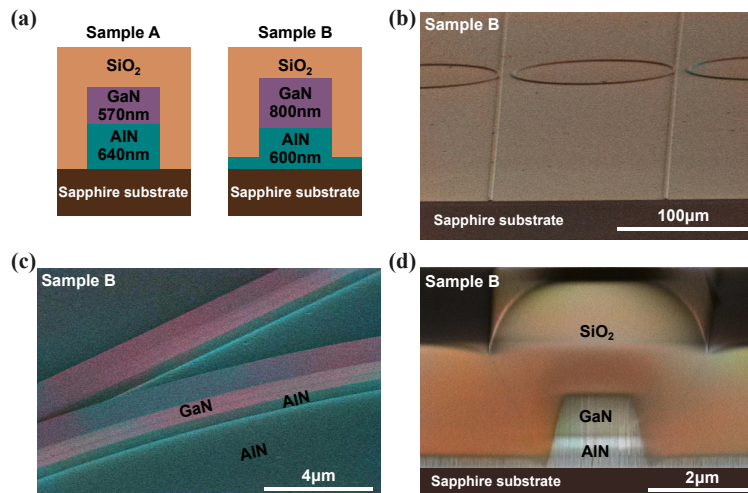 (a)
Sample A
SiO₂
GaN
570nm
AlN
640nm
Sapphire substrate
Sample B
SiO₂
GaN
800nm
AlN
600nm
Sapphire substrate
(b)
Sample B
Sapphire substrate
100μm
(c)
Sample B
GaN
AlN
AlN
4μm
(d)
Sample B
SiO₂
GaN
AlN
Sapphire substrate
2μm